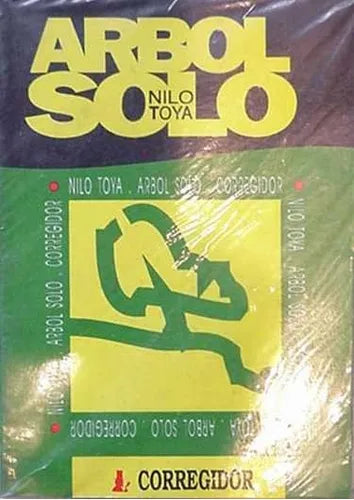 ARBOL
SOLO
NILO
TOYA
NILO TOYA . ARBOL SOLO . CORREGIDOR
NILO TOYA . ARBOL SOLO
ARBOL SOLO . CORREGIDOR
TOYA . ARBOL SOLO . CORREGIDOR
CORREGIDOR